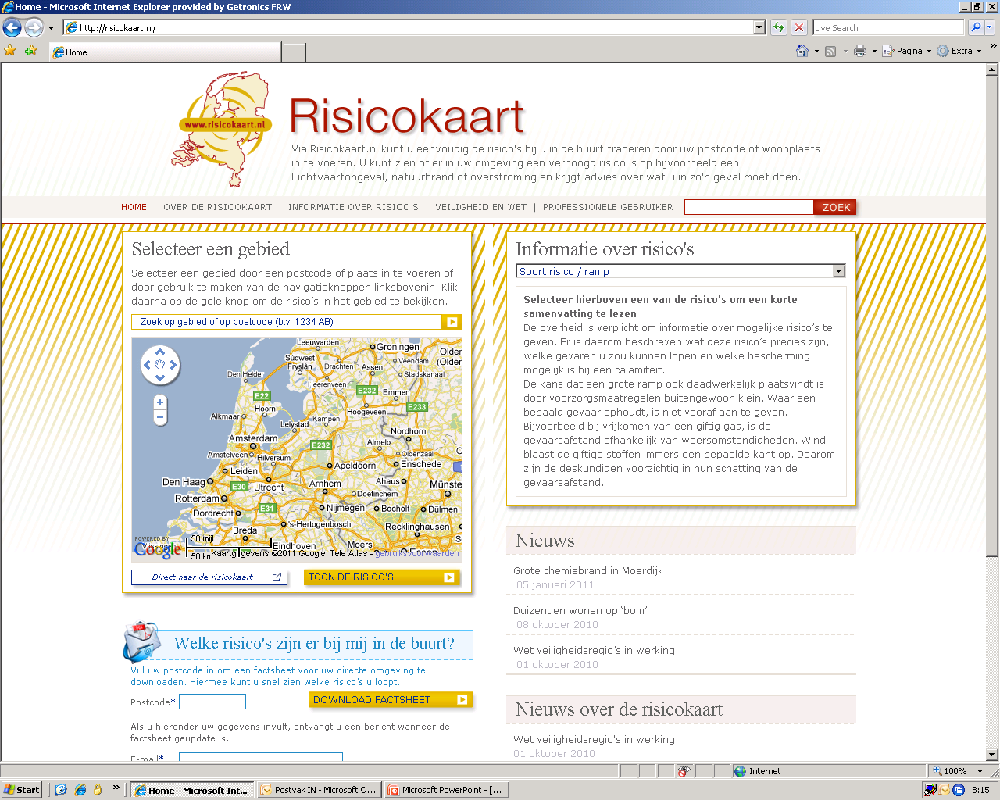 Home - Microsoft Internet Explorer provided by Getronics FRW
http://risicokaart.nl/
Live Search
Home
Pagina
Extra
www.risicokaart.nl
Risicokaart
Via Risicokaart.nl kunt u eenvoudig de risico's bij u in de buurt traceren door uw postcode of woonplaats
in te voeren. U kunt zien of er in uw omgeving een verhoogd risico is op bijvoorbeeld een
luchtvaartongeval, natuurbrand of overstroming en krijgt advies over wat u in zo'n geval moet doen.
HOME | OVER DE RISICOKAART | INFORMATIE OVER RISICO'S | VEILIGHEID EN WET | PROFESSIONELE GEBRUIKER
ZOEK
Selecteer een gebied
Selecteer een gebied door een postcode of plaats in te voeren of
door gebruik te maken van de navigatieknoppen linksbovenin. Klik
daarna op de gele knop om de risico's in het gebied te bekijken.
Zoek op gebied of op postcode (b.v. 1234 AB)
Leeuwarden
Groningen
Olden
(Older
Súdwest
Fryslân
Drachten
Assen
Veendam
Stadskanaal
Den Helder
Heerenveen
E22
E232
Emmen
Hoorn
Hoogeveen
E233
Alkmaar
Kampen
Lelystad
Nordhorn
Amsterdam
E232
Almelo
Amstelveen
Hilversum
Oldenzaal
Enschede
Leiden
Apeldoorn
Den Haag
E30
Utrecht
Arnhem
Ahaus
Münste
Rotterdam
Doetinchem
E31
Nijmegen
Bocholt
Dülmen
Dordrecht
's-Hertogenbosch
Recklinghausen
Breda
Moers
Eindhoven
POWERED BY
Vlissingen
Google
50 mijl
50 km
Kaartgegevens ©2011 Google, Tele Atlas - gebruiksvoorwaarden
Direct naar de risicokaart
TOON DE RISICO'S
Welke risico's zijn er bij mij in de buurt?
Vul uw postcode in om een factsheet voor uw directe omgeving te
downloaden. Hiermee kunt u snel zien welke risico's u loopt.
Postcode*
DOWNLOAD FACTSHEET
Als u hieronder uw gegevens invult, ontvangt u een bericht wanneer de
factsheet geupdate is.
E-mail*
Informatie over risico's
Soort risico / ramp
Selecteer hierboven een van de risico's om een korte
samenvatting te lezen
De overheid is verplicht om informatie over mogelijke risico's te
geven. Er is daarom beschreven wat deze risico's precies zijn,
welke gevaren u zou kunnen lopen en welke bescherming
mogelijk is bij een calamiteit.
De kans dat een grote ramp ook daadwerkelijk plaatsvindt is
door voorzorgsmaatregelen buitengewoon klein. Waar een
bepaald gevaar ophoudt, is niet vooraf aan te geven.
Bijvoorbeeld bij vrijkomen van een giftig gas, is de
gevaarsafstand afhankelijk van weersomstandigheden. Wind
blaast de giftige stoffen immers een bepaalde kant op. Daarom
zijn de deskundigen voorzichtig in hun schatting van de
gevaarsafstand.
Nieuws
Grote chemiebrand in Moerdijk
05 januari 2011
Duizenden wonen op 'bom'
08 oktober 2010
Wet veiligheidsregio's in werking
01 oktober 2010
Nieuws over de risicokaart
Wet veiligheidsregio's in werking
01 oktober 2010
Internet
100%
Start
Home - Microsoft Int...
Postvak IN - Microsoft O...
Microsoft PowerPoint - [...
8:15